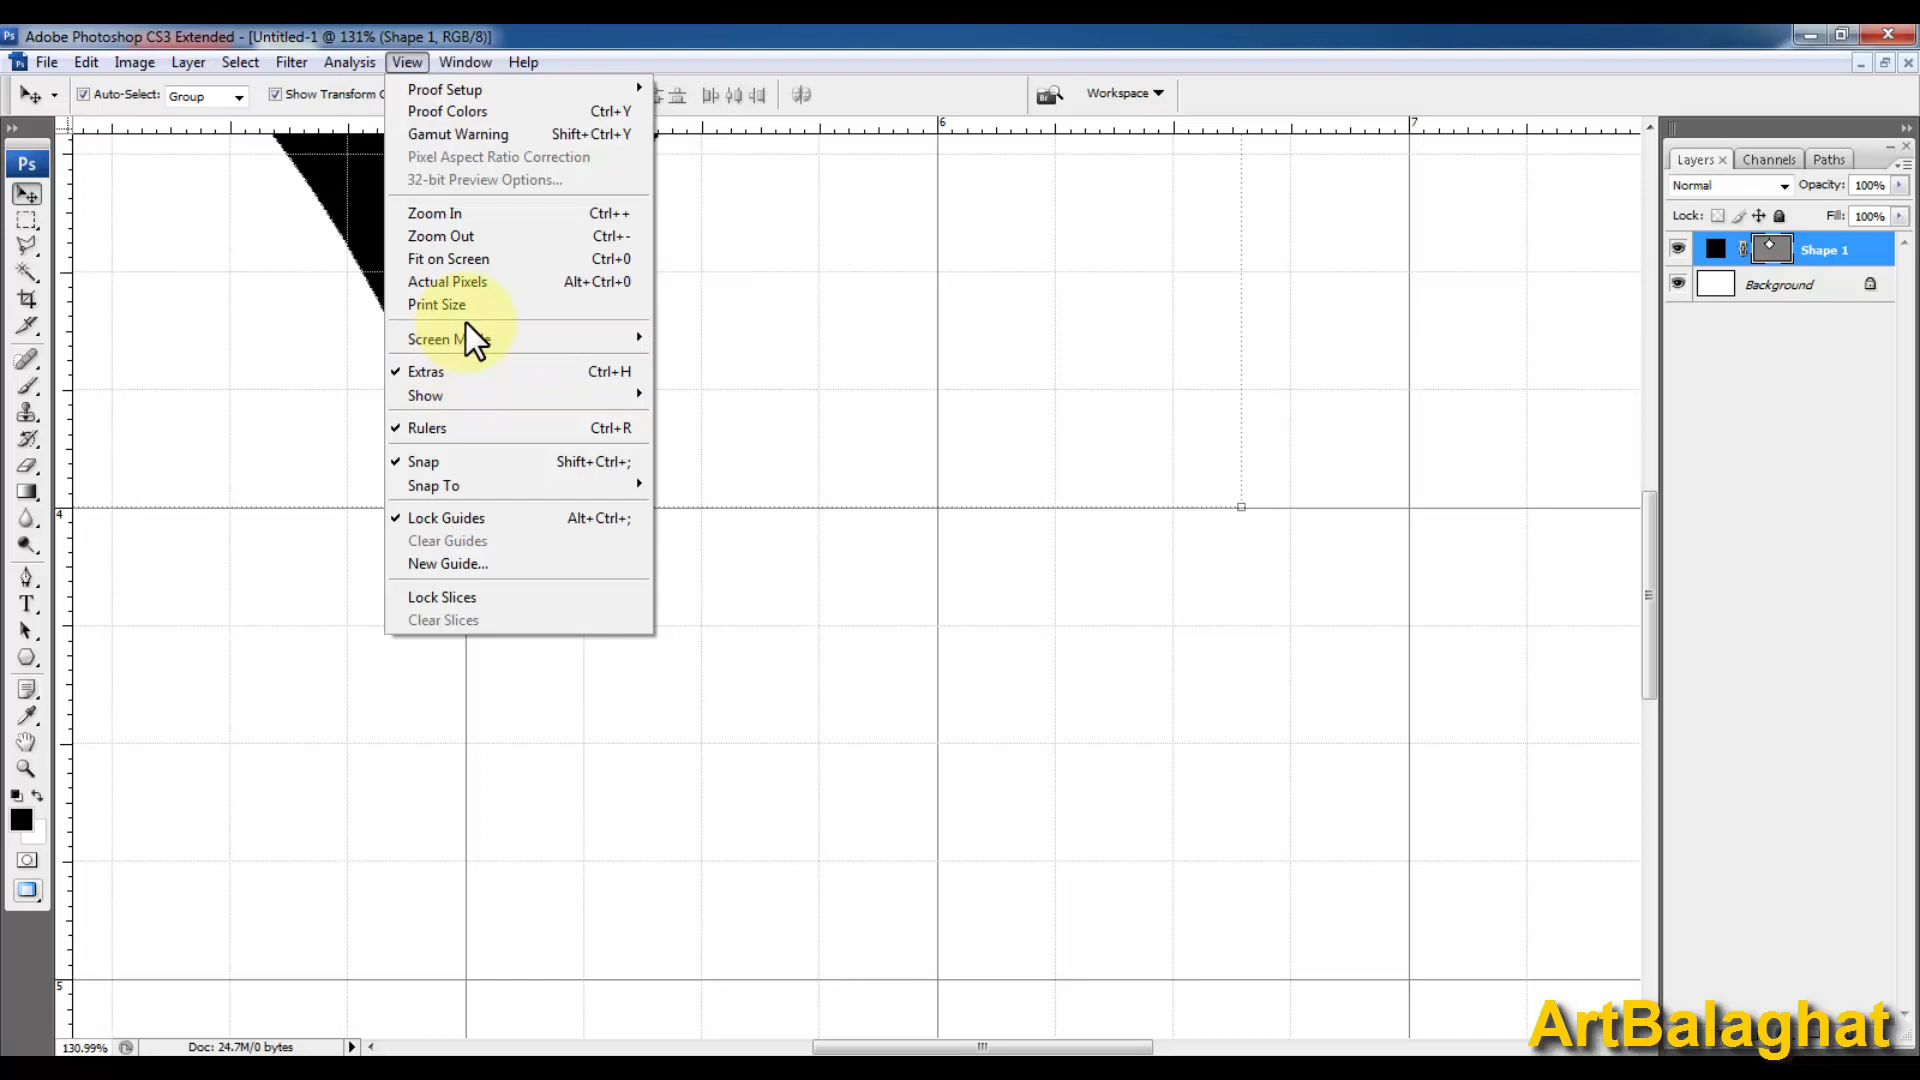 Adobe Photoshop CS3 Extended - [Untitled-1 @ 131% (Shape 1, RGB/8)]
File Edit Image Layer Select Filter Analysis View Window Help
Auto-Select: Group Show Transform C Workspace
Proof Setup
Proof Colors Ctrl+Y
Gamut Warning Shift+Ctrl+Y
Pixel Aspect Ratio Correction
32-bit Preview Options...
Zoom In Ctrl++
Zoom Out Ctrl+-
Fit on Screen Ctrl+0
Actual Pixels Alt+Ctrl+0
Print Size
Screen
Extras Ctrl+H
Show
Rulers Ctrl+R
Snap Shift+Ctrl+;
Snap To
Lock Guides Alt+Ctrl+;
Clear Guides
New Guide...
Lock Slices
Clear Slices
6 7
4
5
Ps
T
Layers Channels Paths
Normal Opacity: 100%
Lock: Fill: 100%
Shape 1
Background
130.99% Doc: 24.7M/0 bytes
ArtBalaghat